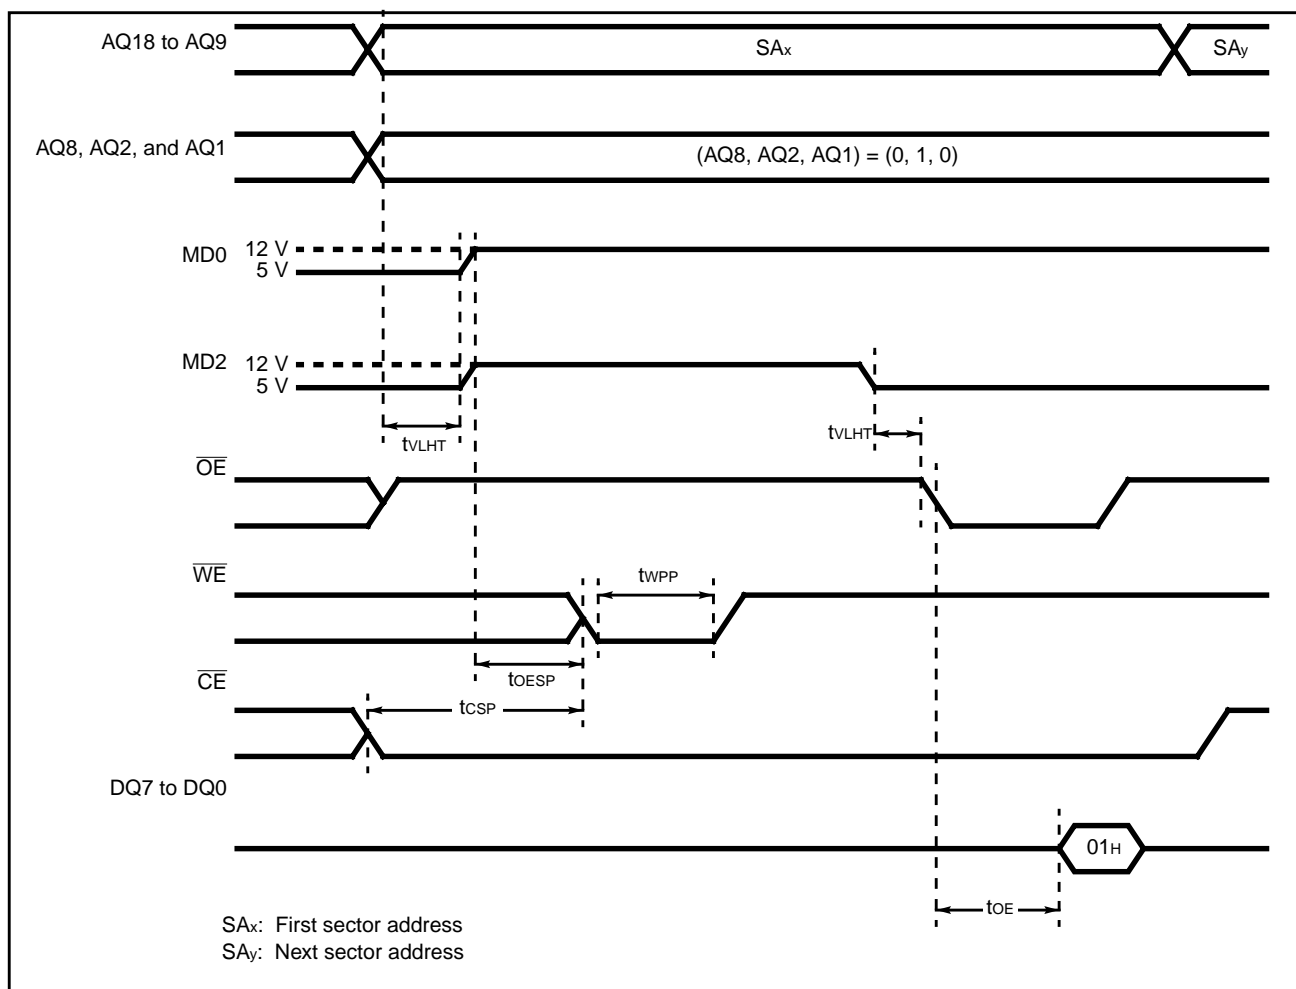 AQ18 to AQ9
SAx
SAy
AQ8, AQ2, and AQ1
(AQ8, AQ2, AQ1) = (0, 1, 0)
MD0
12 V
5 V
MD2
12 V
5 V
tVLHT
tVLHT
OE
WE
tWPP
tOESP
CE
tCSP
DQ7 to DQ0
01H
tOE
SAx: First sector address
SAy: Next sector address